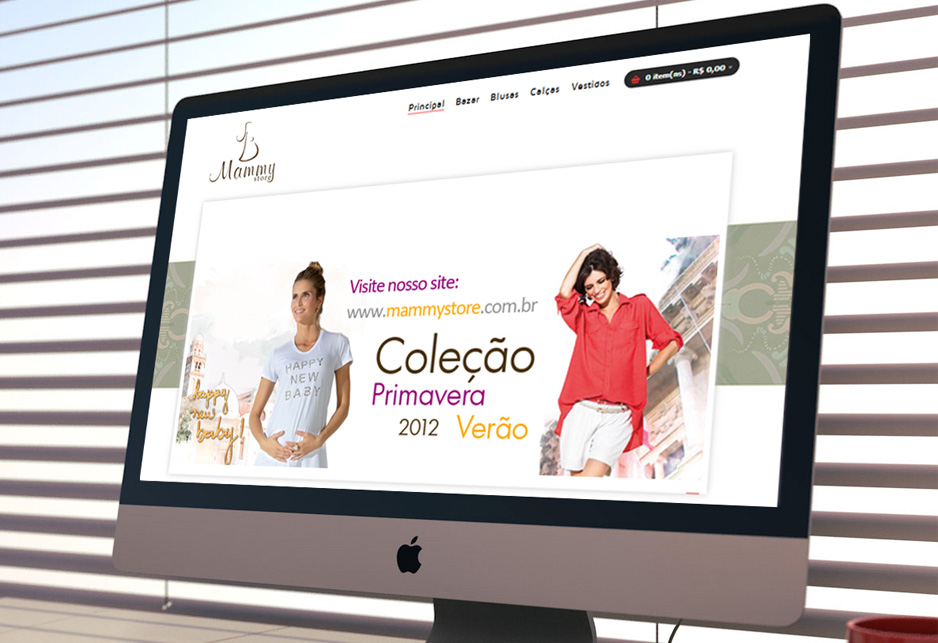 Principal
Bazar
Blusas
Calças
Vestidos
0 item(ns) - R$ 0,00
Mammy
store
Visite nosso site:
www.mammystore.com.br
Coleção
Primavera
2012 Verão
HAPPY
NEW
BABY
happy
new
baby!